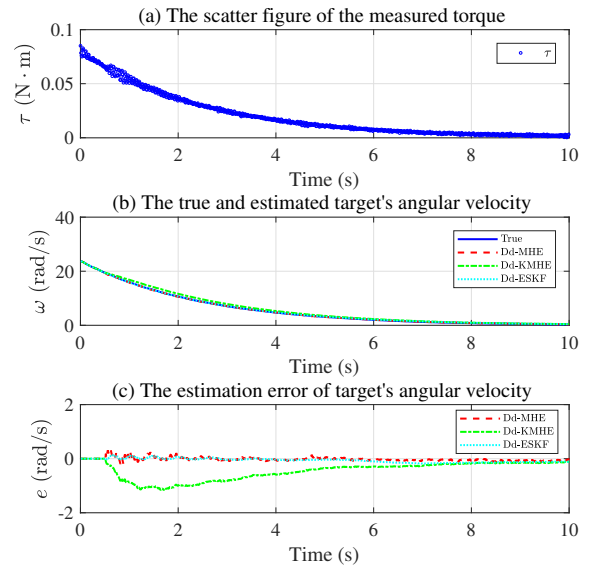 (a) The scatter figure of the measured torque
0.1
0.05
0
τ (N · m)
τ
0 2 4 6 8 10
Time (s)
(b) The true and estimated target's angular velocity
40
20
0
ω (rad/s)
True
Dd-MHE
Dd-KMHE
Dd-ESKF
0 2 4 6 8 10
Time (s)
(c) The estimation error of target's angular velocity
2
0
-2
e (rad/s)
Dd-MHE
Dd-KMHE
Dd-ESKF
0 2 4 6 8 10
Time (s)